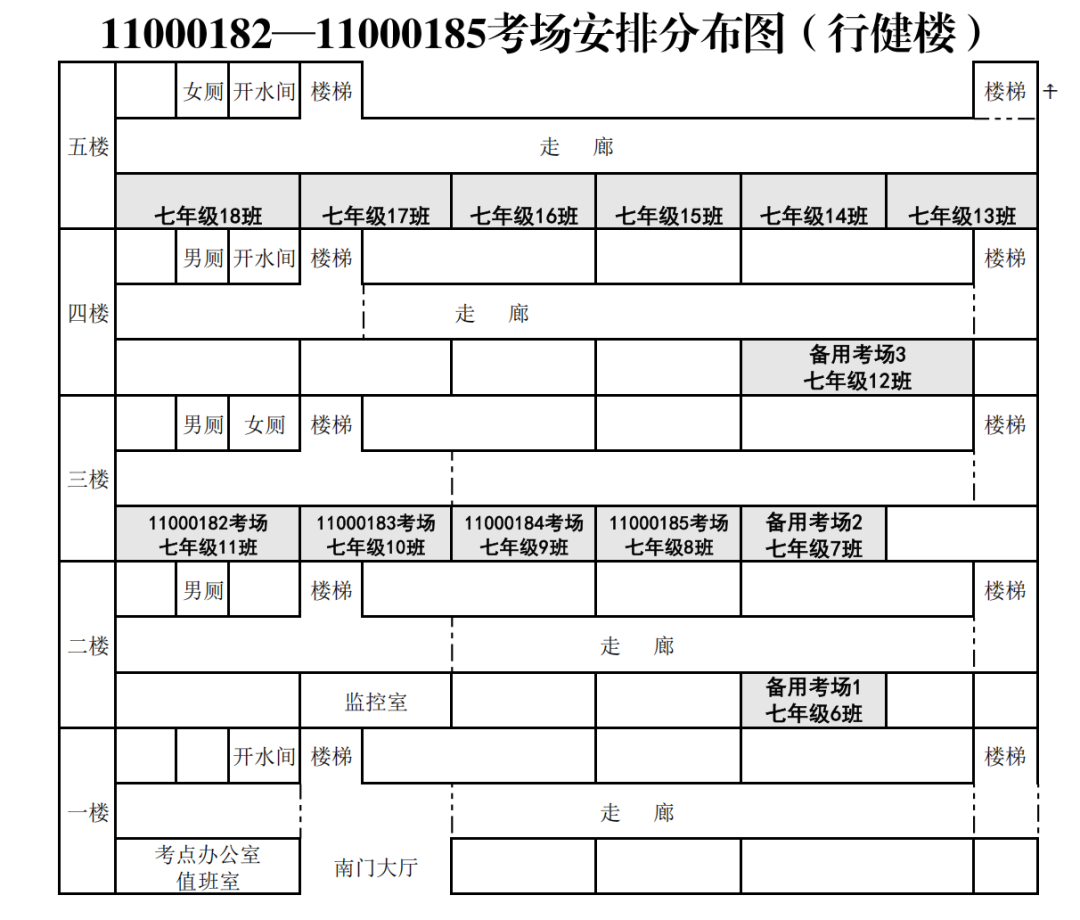 11000182—11000185考场安排分布图（行健楼）
女厕 开水间 楼梯 楼梯
五楼 走 廊
七年级18班 七年级17班 七年级16班 七年级15班 七年级14班 七年级13班
男厕 开水间 楼梯 楼梯
四楼 走 廊
备用考场3
七年级12班
男厕 女厕 楼梯 楼梯
三楼
11000182考场 11000183考场 11000184考场 11000185考场 备用考场2
七年级11班 七年级10班 七年级9班 七年级8班 七年级7班
男厕 楼梯 楼梯
二楼 走 廊
监控室 备用考场1
七年级6班
开水间 楼梯 楼梯
一楼 走 廊
考点办公室
值班室
南门大厅